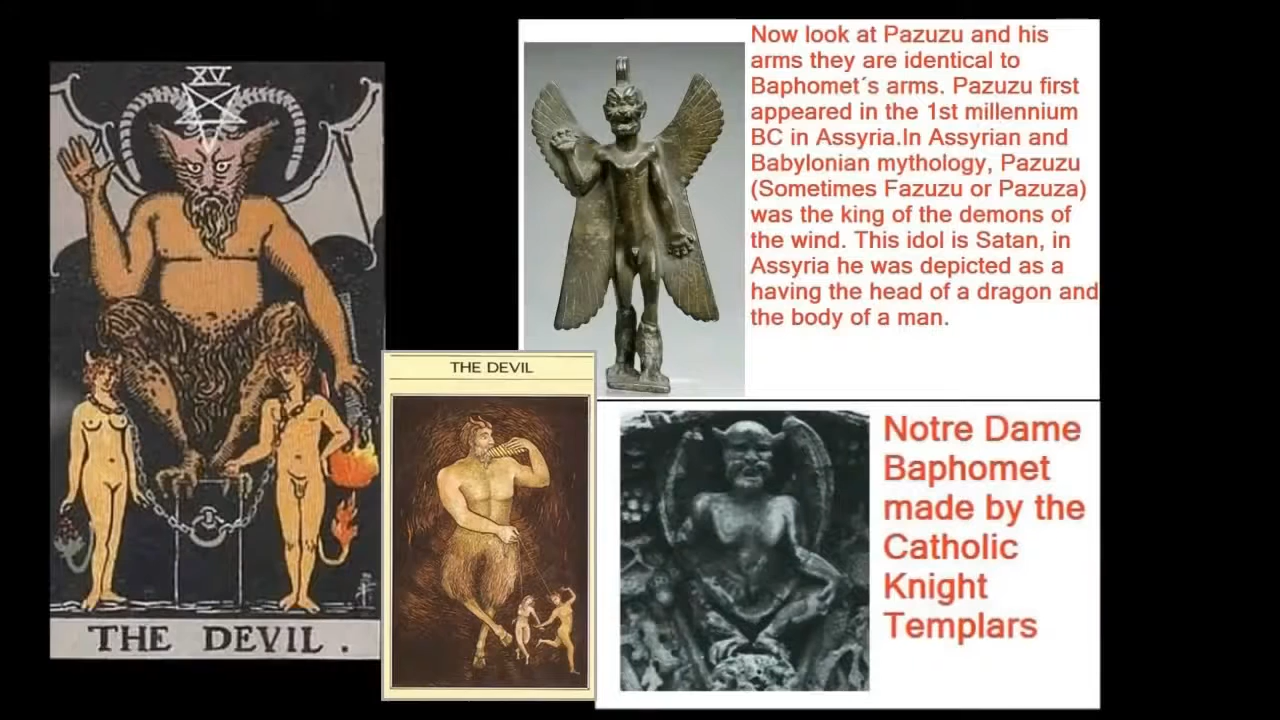 XV
THE DEVIL.
THE DEVIL
Now look at Pazuzu and his
arms they are identical to
Baphomet´s arms. Pazuzu first
appeared in the 1st millennium
BC in Assyria.In Assyrian and
Babylonian mythology, Pazuzu
(Sometimes Fazuzu or Pazuza)
was the king of the demons of
the wind. This idol is Satan, in
Assyria he was depicted as a
having the head of a dragon and
the body of a man.
Notre Dame
Baphomet
made by the
Catholic
Knight
Templars